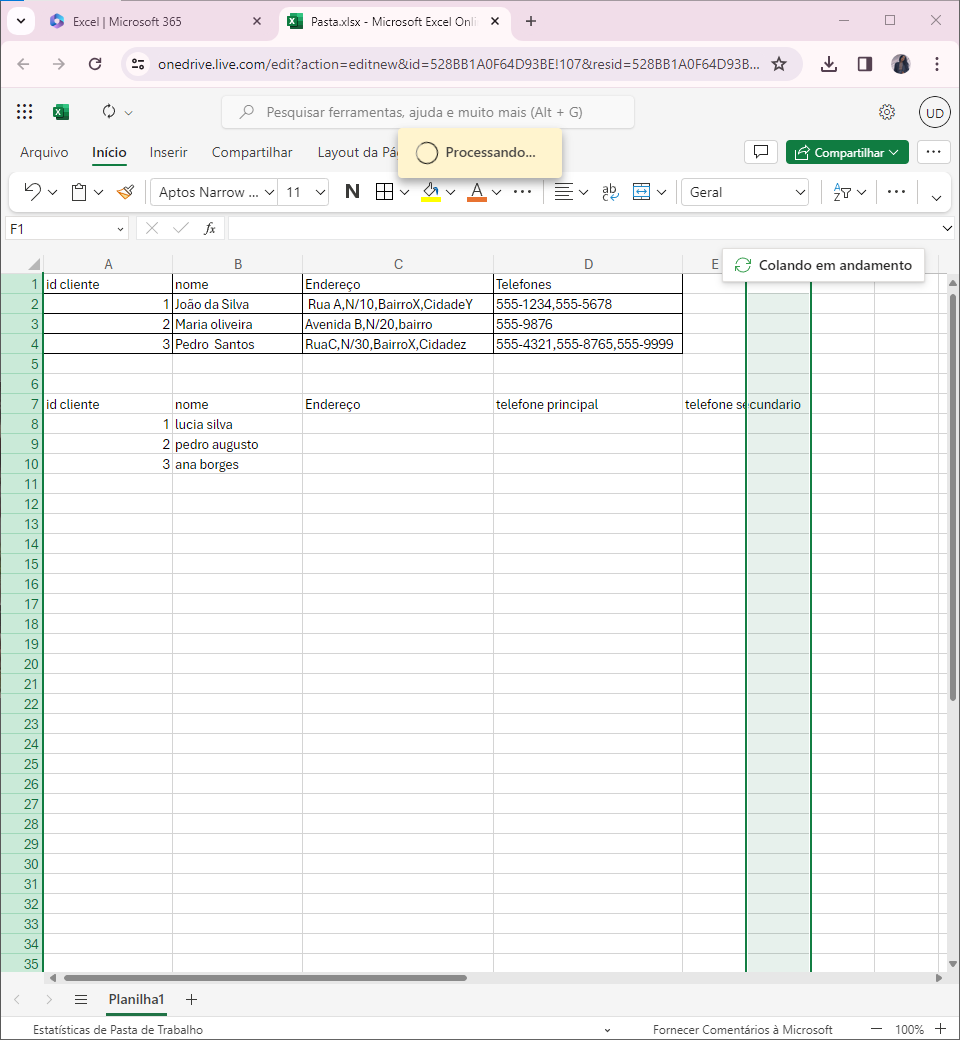 Excel | Microsoft 365
Pasta.xlsx - Microsoft Excel Onli
onedrive.live.com/edit?action=editnew&id=528BB1A0F64D93BE!107&resid=528BB1A0F64D93B...
Pesquisar ferramentas, ajuda e muito mais (Alt + G)
UD
Arquivo Início Inserir Compartilhar Layout da Pá
Processando...
Compartilhar
Aptos Narrow ... 11 N A ab Geral
F1 fx
Colando em andamento
A B C D E
1 id cliente nome Endereço Telefones
2 1 João da Silva Rua A,N/10,BairroX,CidadeY 555-1234,555-5678
3 2 Maria oliveira Avenida B,N/20,bairro 555-9876
4 3 Pedro  Santos RuaC,N/30,BairroX,Cidadez 555-4321,555-8765,555-9999
5
6
7 id cliente nome Endereço telefone principal telefone secundario
8 1 lucia silva
9 2 pedro augusto
10 3 ana borges
11
12
13
14
15
16
17
18
19
20
21
22
23
24
25
26
27
28
29
30
31
32
33
34
35
Planilha1
Estatísticas de Pasta de Trabalho Fornecer Comentários à Microsoft 100%